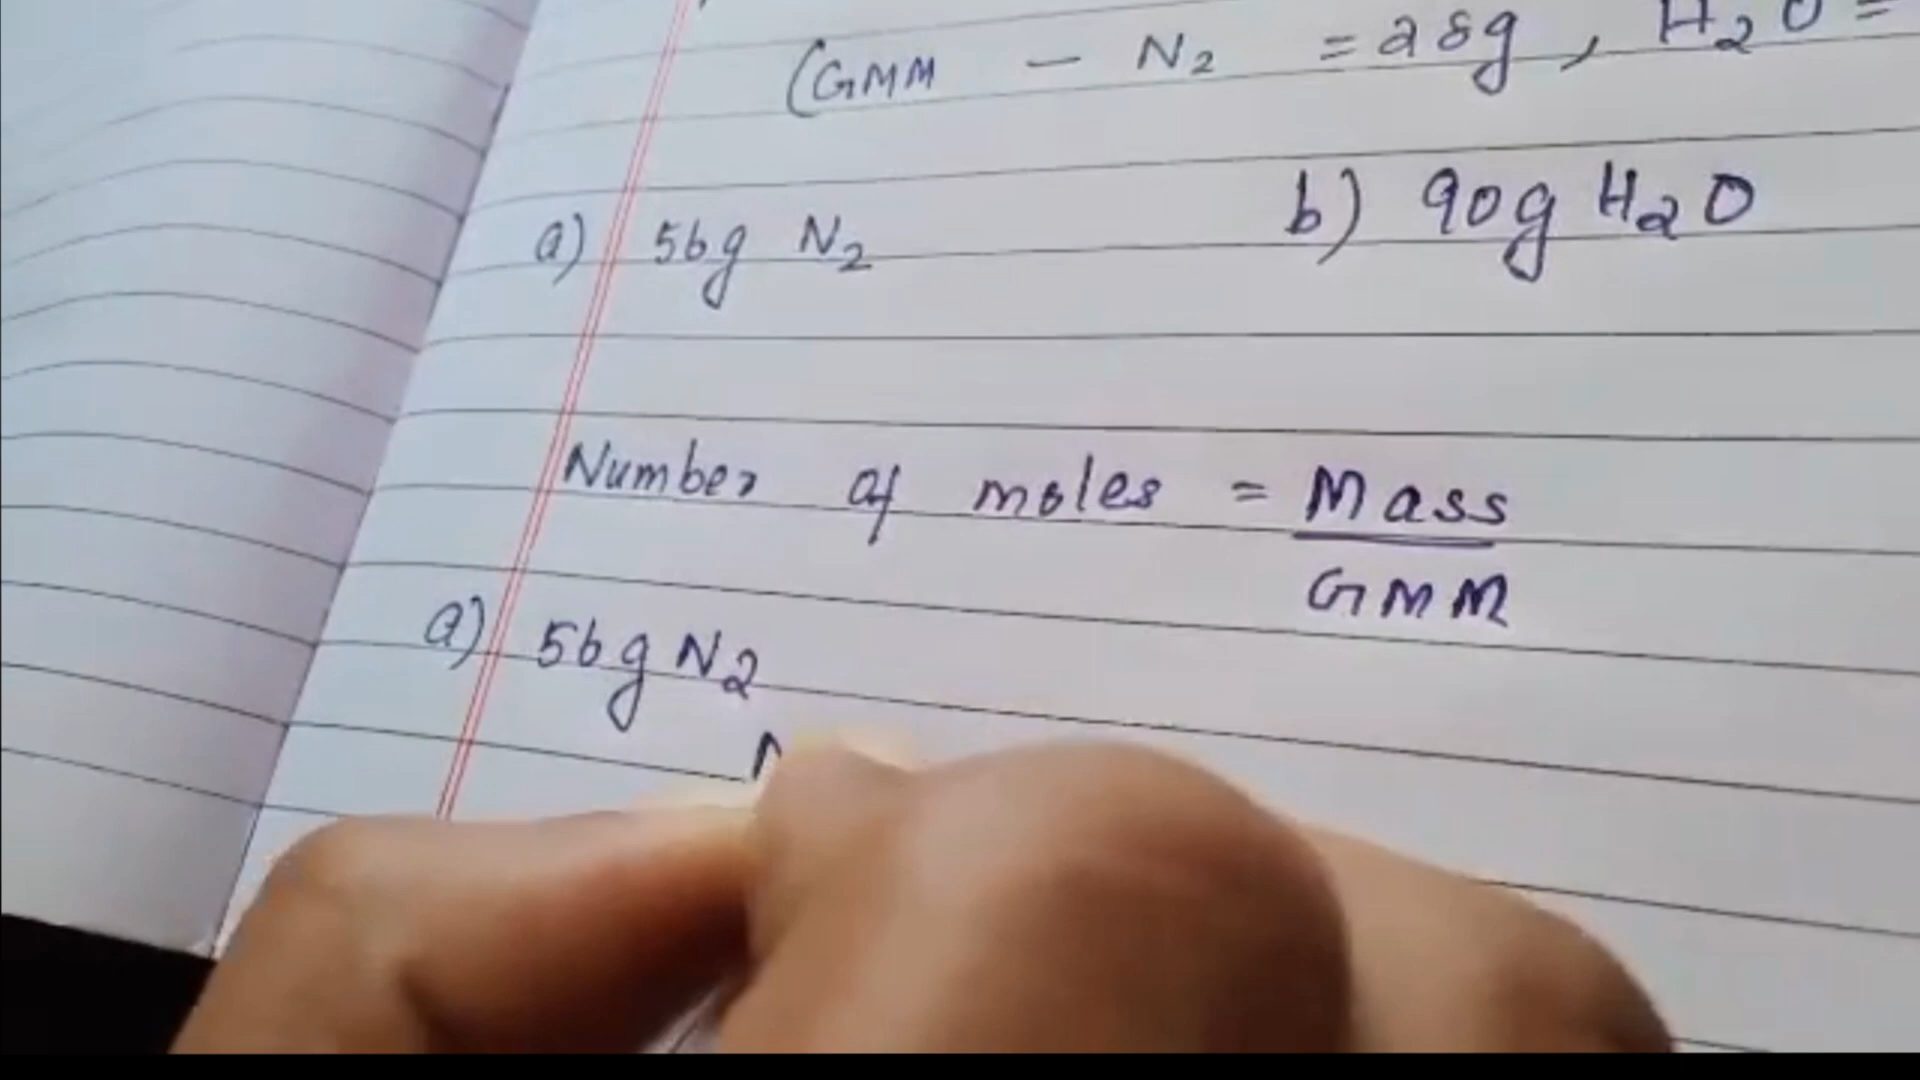 (GMM – N2 = 28g, H2O =
a) 56g N2 b) 90g H2O
Number of moles = Mass
GMM
a) 56g N2
N